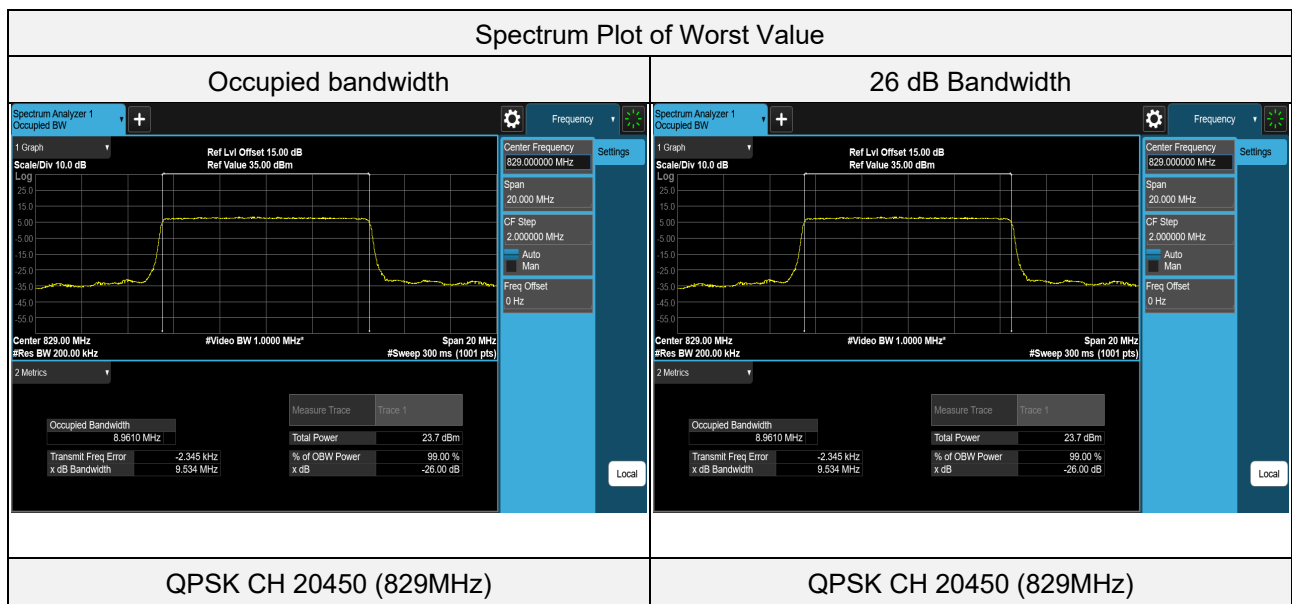 Spectrum Plot of Worst Value
Occupied bandwidth
26 dB Bandwidth
Spectrum Analyzer 1
Occupied BW
+
Frequency
1 Graph
Ref Lvl Offset 15.00 dB
Scale/Div 10.0 dB
Ref Value 35.00 dBm
Log
25.0
15.0
5.00
-5.00
-15.0
-25.0
-35.0
-45.0
-55.0
Center 829.00 MHz
#Video BW 1.0000 MHz*
Span 20 MHz
#Res BW 200.00 kHz
#Sweep 300 ms (1001 pts)
Center Frequency
829.000000 MHz
Settings
Span
20.000 MHz
CF Step
2.000000 MHz
Auto
Man
Freq Offset
0 Hz
Local
2 Metrics
Measure Trace Trace 1
Occupied Bandwidth
8.9610 MHz
Total Power 23.7 dBm
Transmit Freq Error -2.345 kHz
% of OBW Power 99.00 %
x dB Bandwidth 9.534 MHz
x dB -26.00 dB
Spectrum Analyzer 1
Occupied BW
+
Frequency
1 Graph
Ref Lvl Offset 15.00 dB
Scale/Div 10.0 dB
Ref Value 35.00 dBm
Log
25.0
15.0
5.00
-5.00
-15.0
-25.0
-35.0
-45.0
-55.0
Center 829.00 MHz
#Video BW 1.0000 MHz*
Span 20 MHz
#Res BW 200.00 kHz
#Sweep 300 ms (1001 pts)
Center Frequency
829.000000 MHz
Settings
Span
20.000 MHz
CF Step
2.000000 MHz
Auto
Man
Freq Offset
0 Hz
Local
2 Metrics
Measure Trace Trace 1
Occupied Bandwidth
8.9610 MHz
Total Power 23.7 dBm
Transmit Freq Error -2.345 kHz
% of OBW Power 99.00 %
x dB Bandwidth 9.534 MHz
x dB -26.00 dB
QPSK CH 20450 (829MHz)
QPSK CH 20450 (829MHz)